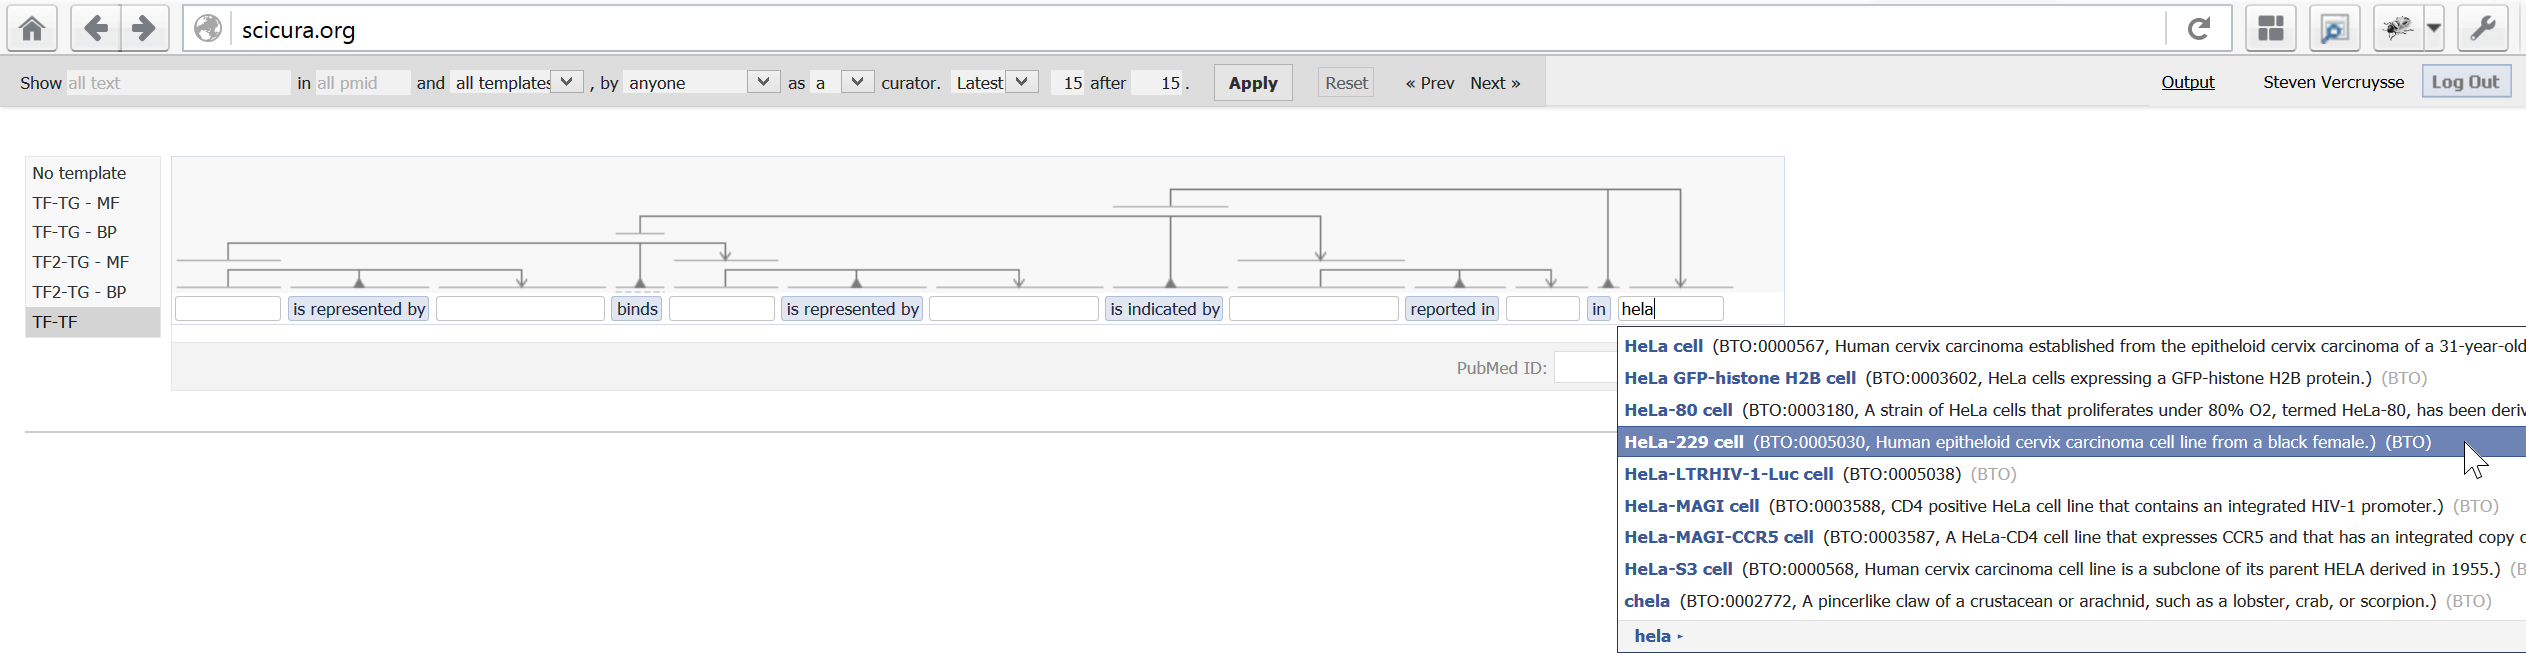 scicura.org
Show all text in all pmid and all templates , by anyone as a curator. Latest 15 after 15 . Apply Reset « Prev Next » Output Steven Vercruysse Log Out
No template
TF-TG - MF
TF-TG - BP
TF2-TG - MF
TF2-TG - BP
TF-TF
is represented by binds is represented by is indicated by reported in in hela
PubMed ID:
HeLa cell (BTO:0000567, Human cervix carcinoma established from the epitheloid cervix carcinoma of a 31-year-old
HeLa GFP-histone H2B cell (BTO:0003602, HeLa cells expressing a GFP-histone H2B protein.) (BTO)
HeLa-80 cell (BTO:0003180, A strain of HeLa cells that proliferates under 80% O2, termed HeLa-80, has been
HeLa-229 cell (BTO:0005030, Human epitheloid cervix carcinoma cell line from a black female.) (BTO)
HeLa-LTRHIV-1-Luc cell (BTO:0005038) (BTO)
HeLa-MAGI cell (BTO:0003588, CD4 positive HeLa cell line that contains an integrated HIV-1 promoter.) (BTO)
HeLa-MAGI-CCR5 cell (BTO:0003587, A HeLa-CD4 cell line that expresses CCR5 and that has an integrated copy
HeLa-S3 cell (BTO:0000568, Human cervix carcinoma cell line is a subclone of its parent HELA derived in 1955.)
chela (BTO:0002772, A pincerlike claw of a crustacean or arachnid, such as a lobster, crab, or scorpion.) (BTO)
hela ▸